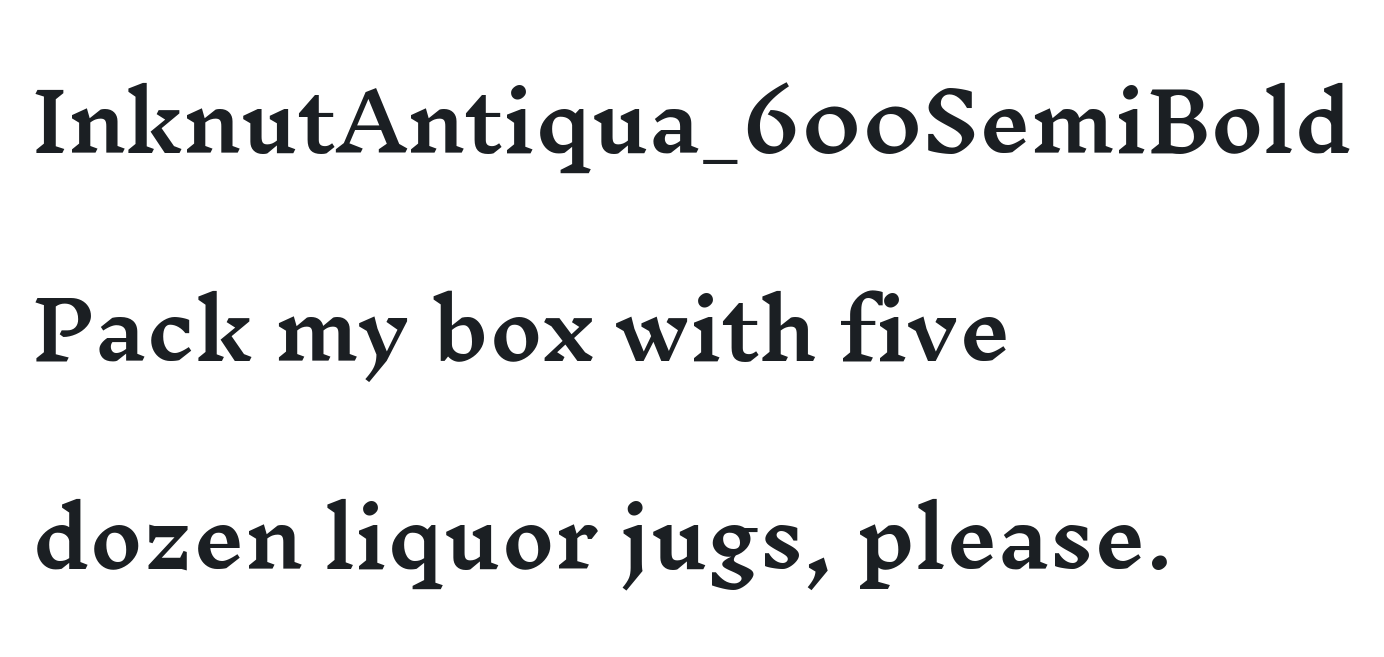 InknutAntiqua_600SemiBold
Pack my box with five
dozen liquor jugs, please.